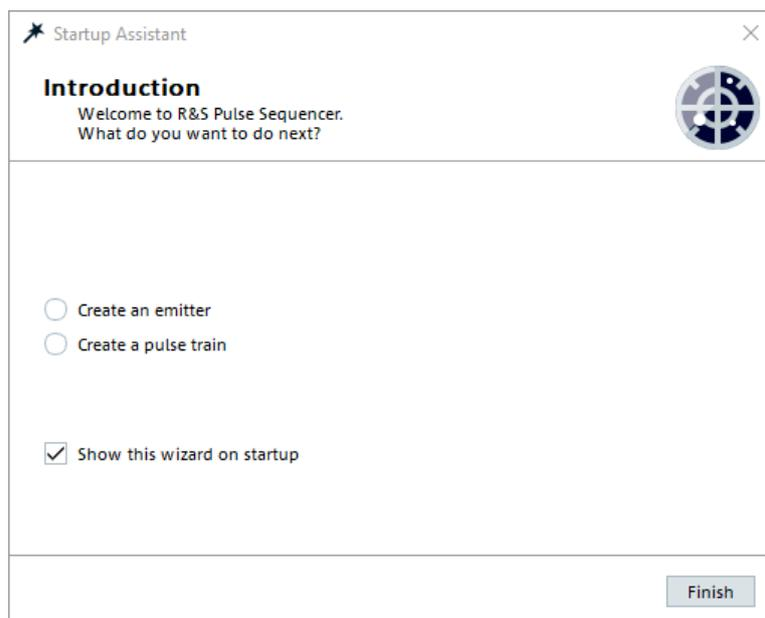 Startup Assistant
Introduction
Welcome to R&S Pulse Sequencer.
What do you want to do next?
Create an emitter
Create a pulse train
Show this wizard on startup
Finish